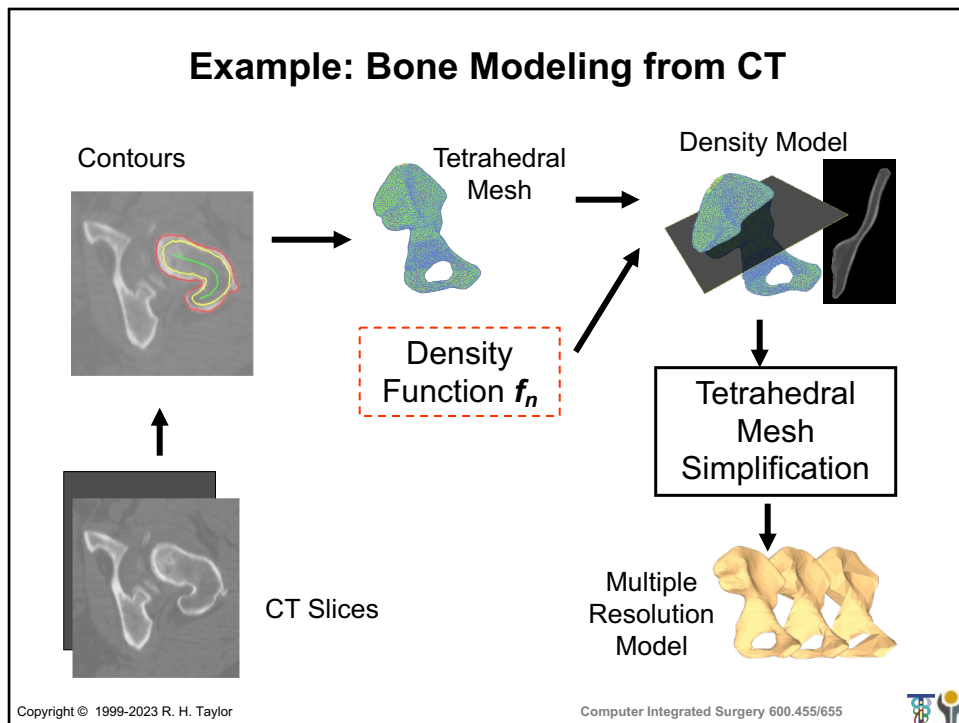 Example: Bone Modeling from CT
Contours
Tetrahedral
Mesh
Density Model
Density
Function fn
Tetrahedral
Mesh
Simplification
CT Slices
Multiple
Resolution
Model
Copyright © 1999-2023 R. H. Taylor
Computer Integrated Surgery 600.455/655